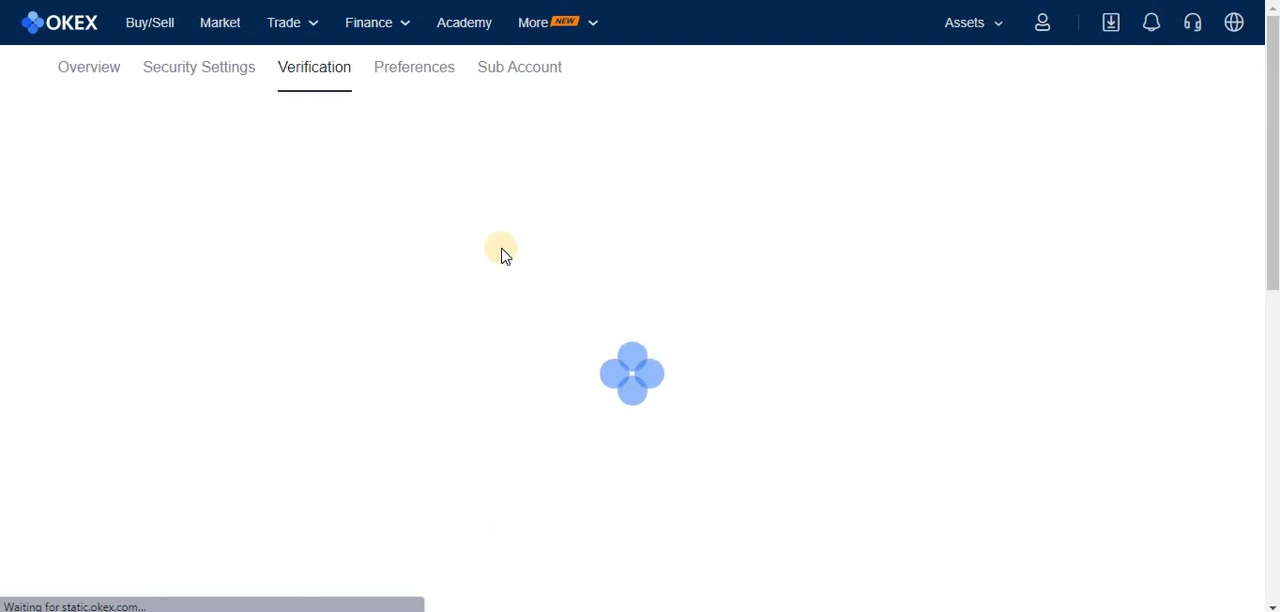 OKEX Buy/Sell Market Trade Finance Academy More NEW Assets
Overview Security Settings Verification Preferences Sub Account
Waiting for static.okex.com...